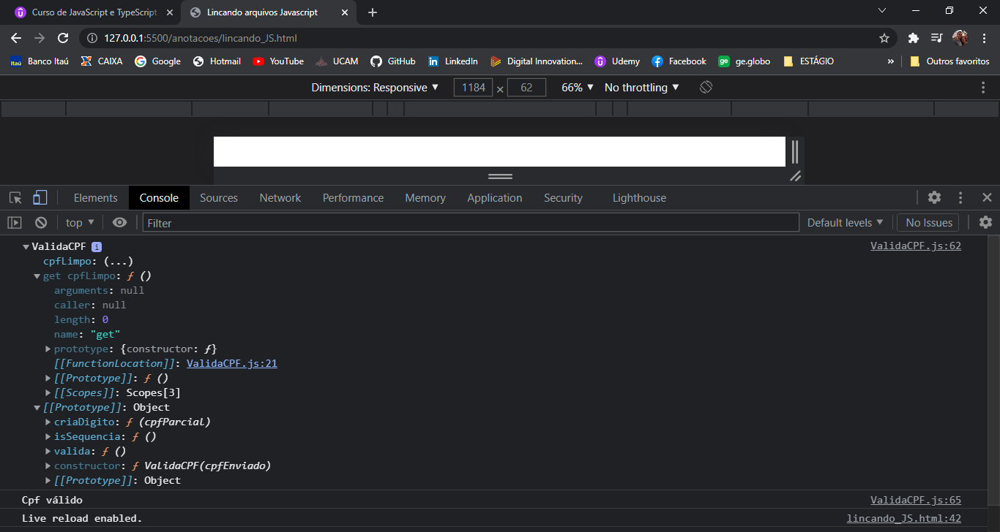 Curso de JavaScript e TypeScript
Lincando arquivos Javascript
127.0.0.1:5500/anotacoes/lincando_JS.html
Banco Itaú CAIXA Google Hotmail YouTube UCAM GitHub LinkedIn Digital Innovation... Udemy Facebook ge.globo ESTÁGIO » Outros favoritos
Dimensions: Responsive ▼ 1184 × 62 66% ▼ No throttling ▼
Elements Console Sources Network Performance Memory Application Security Lighthouse
top ▼ Filter Default levels ▼ No Issues
▼ValidaCPF i ValidaCPF.js:62
cpfLimpo: (...)
▼get cpfLimpo: ƒ ()
arguments: null
caller: null
length: 0
name: "get"
▶prototype: {constructor: ƒ}
[[FunctionLocation]]: ValidaCPF.js:21
▶[[Prototype]]: ƒ ()
▶[[Scopes]]: Scopes[3]
▼[[Prototype]]: Object
▶criaDigito: ƒ (cpfParcial)
▶isSequencia: ƒ ()
▶valida: ƒ ()
▶constructor: ƒ ValidaCPF(cpfEnviado)
▶[[Prototype]]: Object
Cpf válido ValidaCPF.js:65
Live reload enabled. lincando_JS.html:42